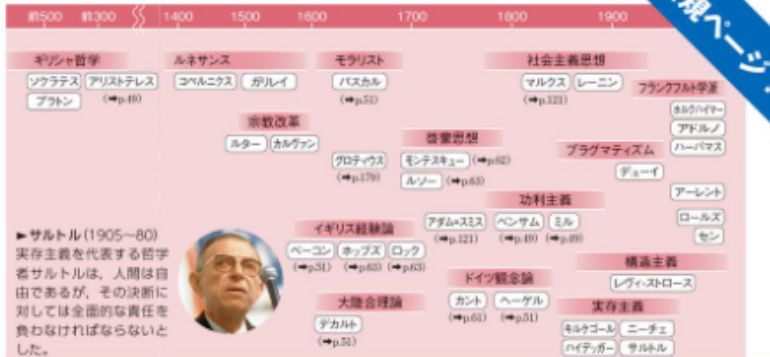 前500 前300 1400 1500 1600 1700 1800 1900
規ページ
ギリシャ哲学
ソクラテス アリストテレス
プラトン (➡p.49)
ルネサンス
コペルニクス ガリレイ
宗教改革
ルター カルヴァン
モラリスト
パスカル
(➡p.51)
グロティウス
(➡p.179)
啓蒙思想
モンテスキュー (➡p.62)
ルソー (➡p.63)
社会主義思想
マルクス レーニン
(➡p.121)
フランクフルト学派
ホルクハイマー
アドルノ
ハーバマス
プラグマティズム
デューイ
アーレント
ロールズ
セン
功利主義
アダム=スミス ベンサム ミル
(➡p.121) (➡p.49) (➡p.49)
イギリス経験論
ベーコン ホッブズ ロック
(➡p.51) (➡p.63) (➡p.63)
大陸合理論
デカルト
(➡p.51)
ドイツ観念論
カント ヘーゲル
(➡p.61) (➡p.51)
構造主義
レヴィ=ストロース
実存主義
キルケゴール ニーチェ
ハイデッガー サルトル
►サルトル(1905~80)
実存主義を代表する哲学
者サルトルは，人間は自
由であるが，その決断に
対しては全面的な責任を
負わなければならないと
した。